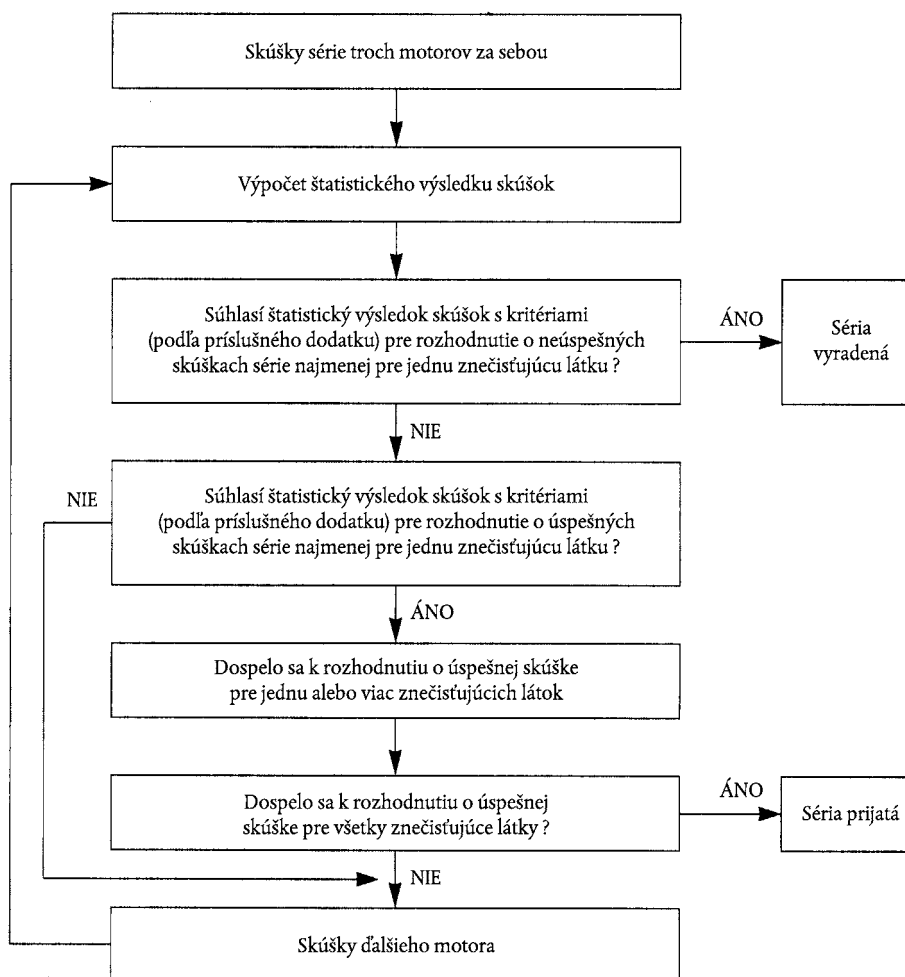 Skúšky série troch motorov za sebou
Výpočet štatistického výsledku skúšok
Súhlasí štatistický výsledok skúšok s kritériami
(podľa príslušného dodatku) pre rozhodnutie o neúspešných
skúškach série najmenej pre jednu znečisťujúcu látku ?
ÁNO
Séria
vyradená
NIE
NIE
Súhlasí štatistický výsledok skúšok s kritériami
(podľa príslušného dodatku) pre rozhodnutie o úspešných
skúškach série najmenej pre jednu znečisťujúcu látku ?
ÁNO
Dospelo sa k rozhodnutiu o úspešnej skúške
pre jednu alebo viac znečisťujúcich látok
Dospelo sa k rozhodnutiu o úspešnej
skúške pre všetky znečisťujúce látky ?
ÁNO
Séria prijatá
NIE
Skúšky ďalšieho motora